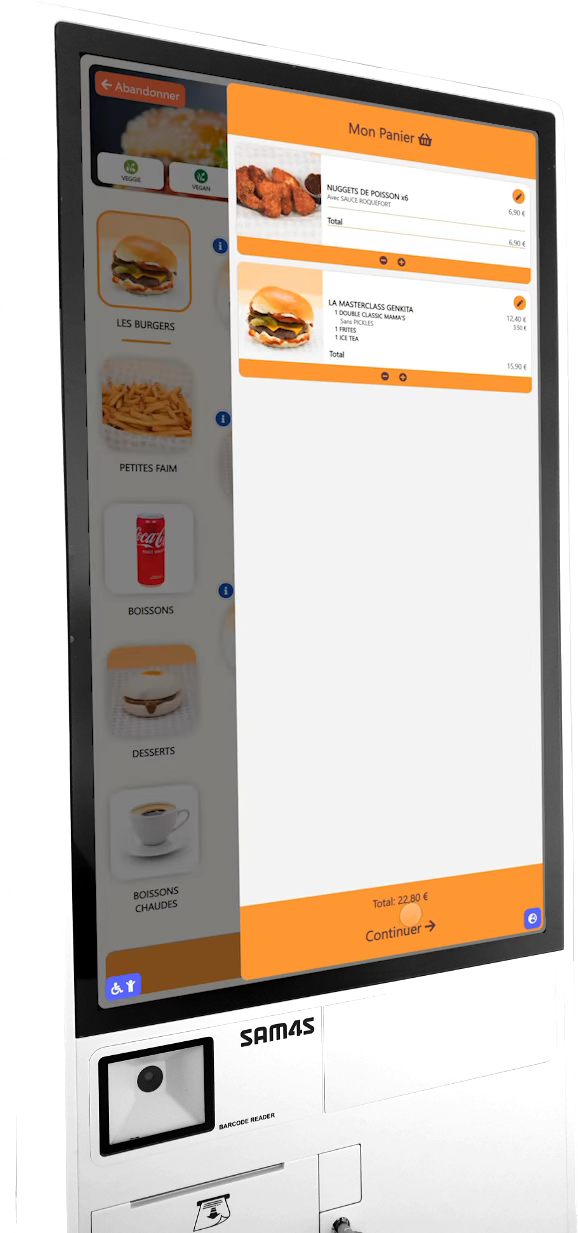 ← Abandonner
VEGGIE
VEGAN
LES BURGERS
PETITES FAIM
Coca-Co
BOISSONS
DESSERTS
BOISSONS
CHAUDES
Mon Panier
NUGGETS DE POISSON x6
Avec SAUCE ROQUEFORT
6,90 €
Total
6,90 €
LA MASTERCLASS GENKITA
12,40 €
1 DOUBLE CLASSIC MAMA'S
3.50 €
Sans PICKLES
1 FRITES
1 ICE TEA
Total
15,90 €
Total: 22,80 €
Continuer →
SAM4S
BARCODE READER